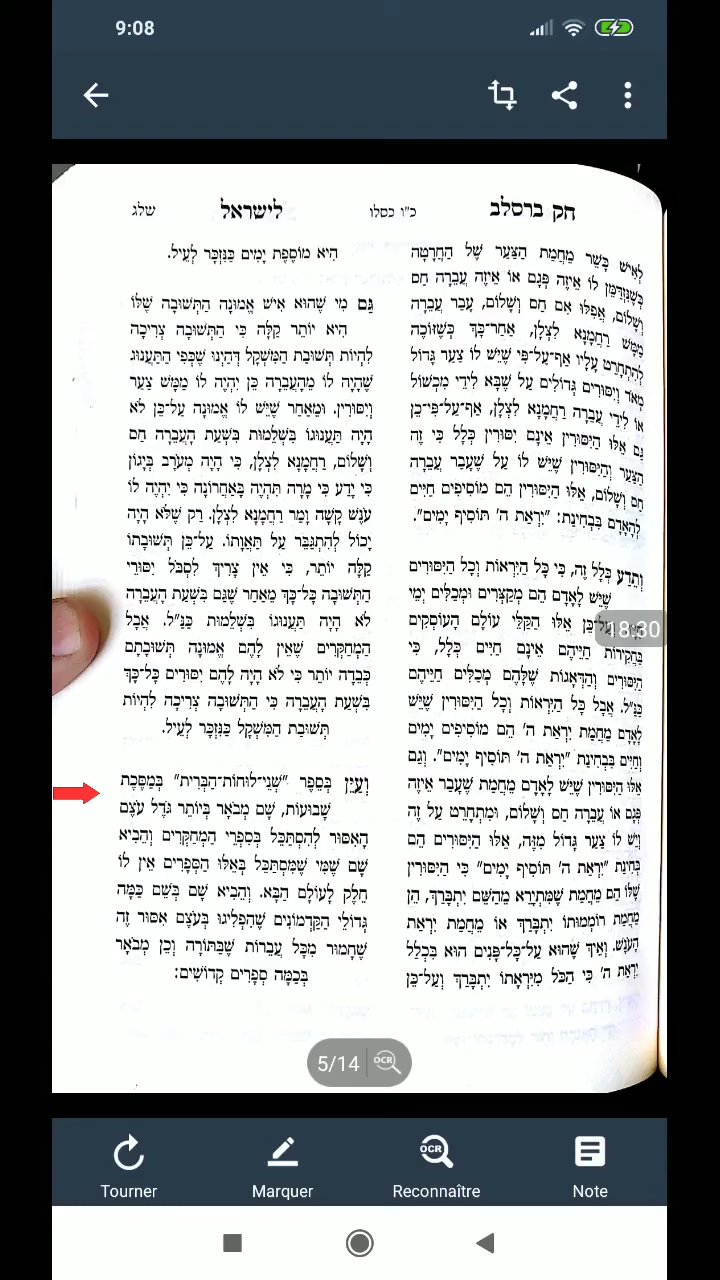 9:08
חק ברסלב
כ״ו כסלו
לישראל
שלג
לְאִישׁ כָּשֵׁר מֵחֲמַת הַצַּעַר שֶׁל הַחֲרָטָה
כְּשֶׁנִּזְדַּמֵּן לוֹ אֵיזֶה פְּגָם אוֹ אֵיזֶה עֲבֵרָה חַס
וְשָׁלוֹם, אֲפִלּוּ אִם חַס וְשָׁלוֹם, עָבַר עֲבֵרָה
מַמָּשׁ רַחֲמָנָא לִצְלָן, אַחַר־כָּךְ כְּשֶׁזּוֹכֶה
לְהִתְחָרֵט עָלָיו אַף־עַל־פִּי שֶׁיֵּשׁ לוֹ צַעַר גָּדוֹל
מְאֹד וְיִסּוּרִים גְּדוֹלִים עַל שֶׁבָּא לִידֵי מִכְשׁוֹל
אוֹ לִידֵי עֲבֵרָה רַחֲמָנָא לִצְלָן, אַף־עַל־פִּי־כֵן
גַּם אֵלּוּ הַיִּסּוּרִין אֵינָם יִסּוּרִין כְּלָל כִּי זֶה
הַצַּעַר וְהַיִּסּוּרִין שֶׁיֵּשׁ לוֹ עַל שֶׁעָבַר עֲבֵרָה
חַס וְשָׁלוֹם, אֵלּוּ הַיִּסּוּרִין הֵם מוֹסִיפִים חַיִּים
לְהָאָדָם בִּבְחִינַת: ״יִרְאַת ה׳ תּוֹסִיף יָמִים״.
וְתֵדַע כְּלָל זֶה, כִּי כָּל הַיִּרְאוֹת וְכָל הַיִּסּוּרִים
שֶׁיֵּשׁ לָאָדָם הֵם מְקַצְּרִים וּמְכַלִּים יְמֵי
עַל־כֵּן אֵלּוּ הַקַּלֵּי עוֹלָם הָעוֹסְקִים
18:30
בַּחֲקִירוֹת חַיֵּיהֶם אֵינָם חַיִּים כְּלָל, כִּי
הַיִּסּוּרִים וְהַדְּאָגוֹת שֶׁלָּהֶם מְכַלִּים חַיֵּיהֶם
כַּנַּ״ל. אֲבָל כָּל הַיִּרְאוֹת וְכָל הַיִּסּוּרִין שֶׁיֵּשׁ
לָאָדָם מֵחֲמַת יִרְאַת ה׳ הֵם מוֹסִיפִים יָמִים
וְחַיִּים בִּבְחִינַת ״יִרְאַת ה׳ תּוֹסִיף יָמִים״. וְגַם
אֵלּוּ הַיִּסּוּרִין שֶׁיֵּשׁ לָאָדָם מֵחֲמַת שֶׁעָבַר אֵיזֶה
פְּגָם אוֹ עֲבֵרָה חַס וְשָׁלוֹם, וּמִתְחָרֵט עַל זֶה
וְיֵשׁ לוֹ צַעַר גָּדוֹל מִזֶּה, אֵלּוּ הַיִּסּוּרִים הֵם
בְּחִינַת ״יִרְאַת ה׳ תּוֹסִיף יָמִים״ כִּי הַיִּסּוּרִין
שֶׁלּוֹ הֵם מֵחֲמַת שֶׁמִּתְיָרֵא מֵהַשֵּׁם יִתְבָּרַךְ, הֵן
מֵחֲמַת רוֹמְמוּתוֹ יִתְבָּרַךְ אוֹ מֵחֲמַת יִרְאַת
הָעֹנֶשׁ. וְאֵיךְ שֶׁהוּא עַל־כָּל־פָּנִים הוּא בִּכְלַל
יִרְאַת ה׳ כִּי הַכֹּל מִיִּרְאָתוֹ יִתְבָּרַךְ וְעַל־כֵּן
הִיא מוֹסֶפֶת יָמִים כַּנִּזְכָּר לְעֵיל.
גַּם מִי שֶׁהוּא אִישׁ אֱמוּנָה הַתְּשׁוּבָה שֶׁלּוֹ
הִיא יוֹתֵר קַלָּה כִּי הַתְּשׁוּבָה צְרִיכָה
לִהְיוֹת תְּשׁוּבַת הַמִּשְׁקָל דְּהַיְנוּ שֶׁכְּפִי הַתַּעֲנוּג
שֶׁהָיָה לוֹ מֵהָעֲבֵרָה כֵּן יִהְיֶה לוֹ מַמָּשׁ צַעַר
וְיִסּוּרִין. וּמֵאַחַר שֶׁיֵּשׁ לוֹ אֱמוּנָה עַל־כֵּן לֹא
הָיָה תַּעֲנוּגוֹ בִּשְׁלֵמוּת בִּשְׁעַת הָעֲבֵרָה חַס
וְשָׁלוֹם, רַחֲמָנָא לִצְלָן, כִּי הָיָה מְעֹרָב בְּיָגוֹן
כִּי יָדַע כִּי מָרָה תִּהְיֶה בָּאַחֲרוֹנָה כִּי יִהְיֶה לוֹ
עֹנֶשׁ קָשֶׁה וָמַר רַחֲמָנָא לִצְלָן. רַק שֶׁלֹּא הָיָה
יָכוֹל לְהִתְגַּבֵּר עַל תַּאֲוָתוֹ. עַל־כֵּן תְּשׁוּבָתוֹ
קַלָּה יוֹתֵר, כִּי אֵין צָרִיךְ לִסְבֹּל יִסּוּרֵי
הַתְּשׁוּבָה כָּל־כָּךְ מֵאַחַר שֶׁגַּם בִּשְׁעַת הָעֲבֵרָה
לֹא הָיָה תַּעֲנוּגוֹ בִּשְׁלֵמוּת כַּנַּ״ל. אֲבָל
הַמְחַקְּרִים שֶׁאֵין לָהֶם אֱמוּנָה תְּשׁוּבָתָם
כְּבֵדָה יוֹתֵר כִּי לֹא הָיָה לָהֶם יִסּוּרִים כָּל־כָּךְ
בִּשְׁעַת הָעֲבֵרָה כִּי הַתְּשׁוּבָה צְרִיכָה לִהְיוֹת
תְּשׁוּבַת הַמִּשְׁקָל כַּנִּזְכָּר לְעֵיל.
וְעַיֵּן בְּסֵפֶר ״שְׁנֵי־לוּחוֹת־הַבְּרִית״ בְּמַסֶּכֶת
שְׁבוּעוֹת, שָׁם מְבֹאָר בְּיוֹתֵר גֹּדֶל עֹצֶם
הָאִסּוּר לְהִסְתַּכֵּל בְּסִפְרֵי הַמְחַקְּרִים וְהֵבִיא
שָׁם שֶׁמִּי שֶׁמִּסְתַּכֵּל בְּאֵלּוּ הַסְּפָרִים אֵין לוֹ
חֵלֶק לָעוֹלָם הַבָּא. וְהֵבִיא שָׁם בְּשֵׁם כַּמָּה
גְּדוֹלֵי הַקַּדְמוֹנִים שֶׁהִפְלִיגוּ בְּעֹצֶם אִסּוּר זֶה
שֶׁחָמוּר מִכָּל עֲבֵרוֹת שֶׁבַּתּוֹרָה וְכֵן מְבֹאָר
בְּכַמָּה סְפָרִים קְדוֹשִׁים:
5/14 OCR
OCR
Tourner Marquer Reconnaître Note